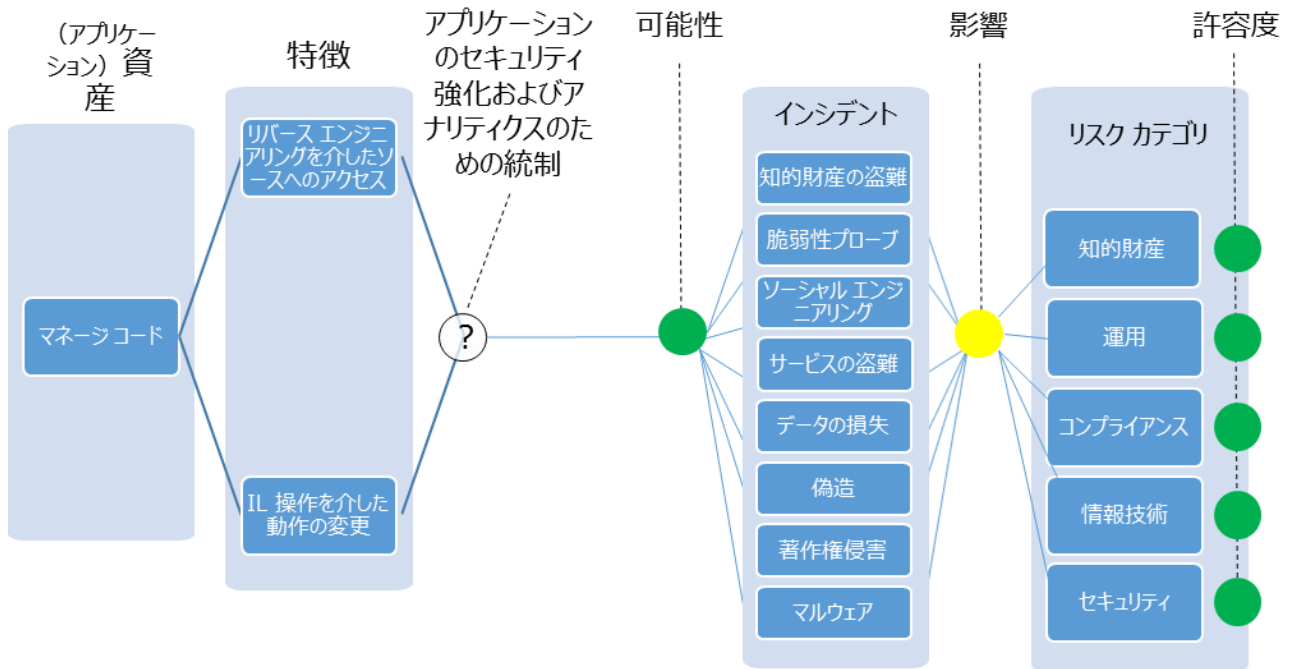 （アプリケー
ション）資
産
特徴
アプリケーション
のセキュリティ
強化およびア
ナリティクスのた
めの統制
可能性
影響
許容度
マネージ コード
リバース エンジニ
アリングを介したソ
ースへのアクセス
IL 操作を介した
動作の変更
?
インシデント
知的財産の盗難
脆弱性プローブ
ソーシャル エンジ
ニアリング
サービスの盗難
データの損失
偽造
著作権侵害
マルウェア
リスク カテゴリ
知的財産
運用
コンプライアンス
情報技術
セキュリティ